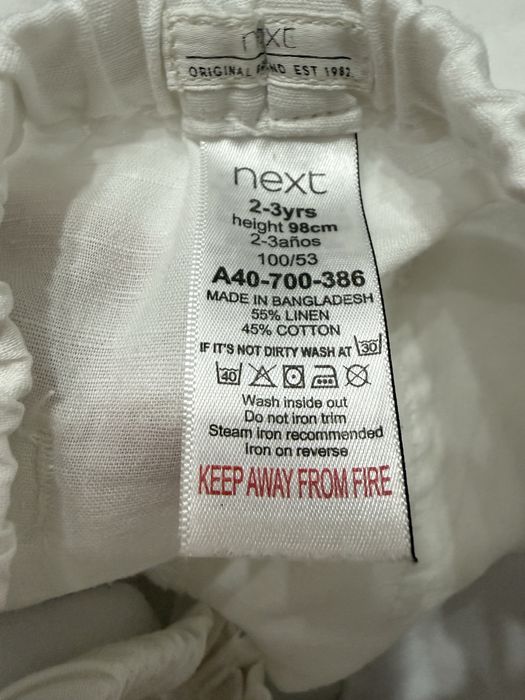 next
ORIGINAL BRAND EST 1982
next
2-3yrs
height 98cm
2-3años
100/53
A40-700-386
MADE IN BANGLADESH
55% LINEN
45% COTTON
IF IT'S NOT DIRTY WASH AT 30
40
Wash inside out
Do not iron trim
Steam iron recommended
Iron on reverse
KEEP AWAY FROM FIRE